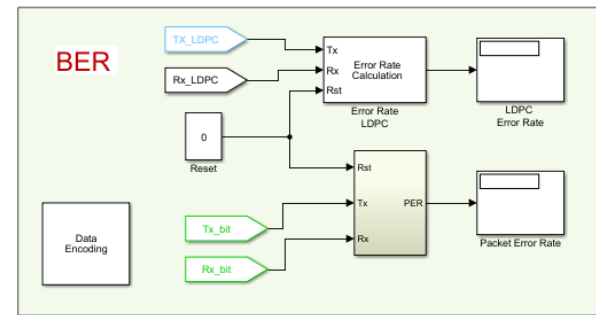 BER
TX_LDPC
Rx_LDPC
Tx
Rx
Rst
Error Rate
Calculation
Error Rate
LDPC
LDPC
Error Rate
0
Reset
Rst
Tx
Rx
PER
Tx_bit
Rx_bit
Packet Error Rate
Data
Encoding